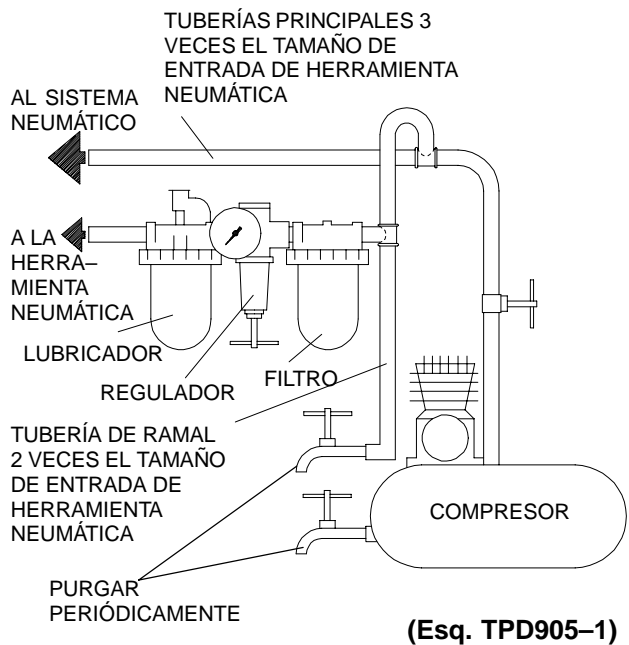 TUBERÍAS PRINCIPALES 3
VECES EL TAMAÑO DE
ENTRADA DE HERRAMIENTA
NEUMÁTICA
AL SISTEMA
NEUMÁTICO
A LA
HERRA–
MIENTA
NEUMÁTICA
LUBRICADOR
REGULADOR
FILTRO
TUBERÍA DE RAMAL
2 VECES EL TAMAÑO
DE ENTRADA DE
HERRAMIENTA
NEUMÁTICA
COMPRESOR
PURGAR
PERIÓDICAMENTE
(Esq. TPD905–1)